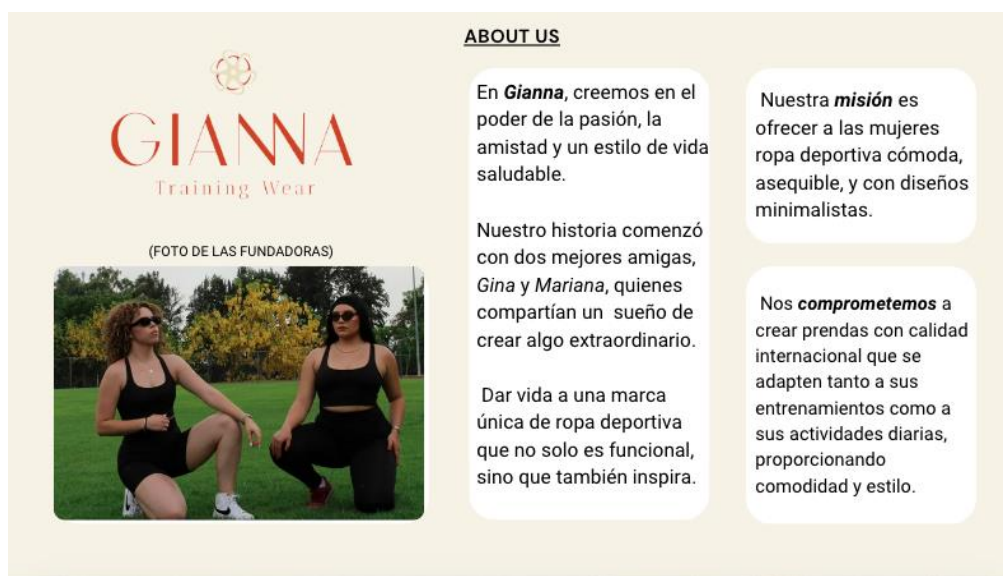 GIANNA
Training Wear
(FOTO DE LAS FUNDADORAS)
ABOUT US
En Gianna, creemos en el
poder de la pasión, la
amistad y un estilo de vida
saludable.
Nuestro historia comenzó
con dos mejores amigas,
Gina y Mariana, quienes
compartían un sueño de
crear algo extraordinario.
Dar vida a una marca
única de ropa deportiva
que no solo es funcional,
sino que también inspira.
Nuestra misión es
ofrecer a las mujeres
ropa deportiva cómoda,
asequible, y con diseños
minimalistas.
Nos comprometemos a
crear prendas con calidad
internacional que se
adapten tanto a sus
entrenamientos como a
sus actividades diarias,
proporcionando
comodidad y estilo.